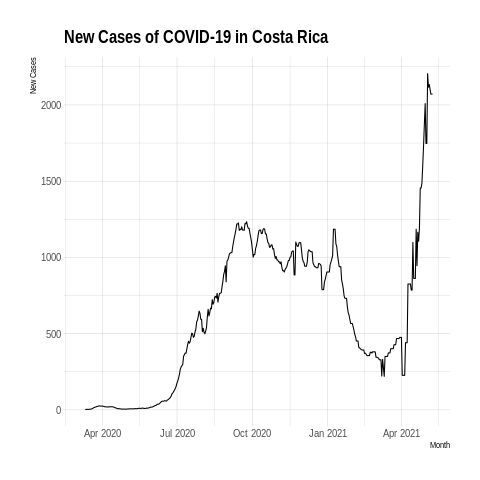 New Cases of COVID-19 in Costa Rica
New Cases
2000
1500
1000
500
0
Apr 2020
Jul 2020
Oct 2020
Jan 2021
Apr 2021
Month